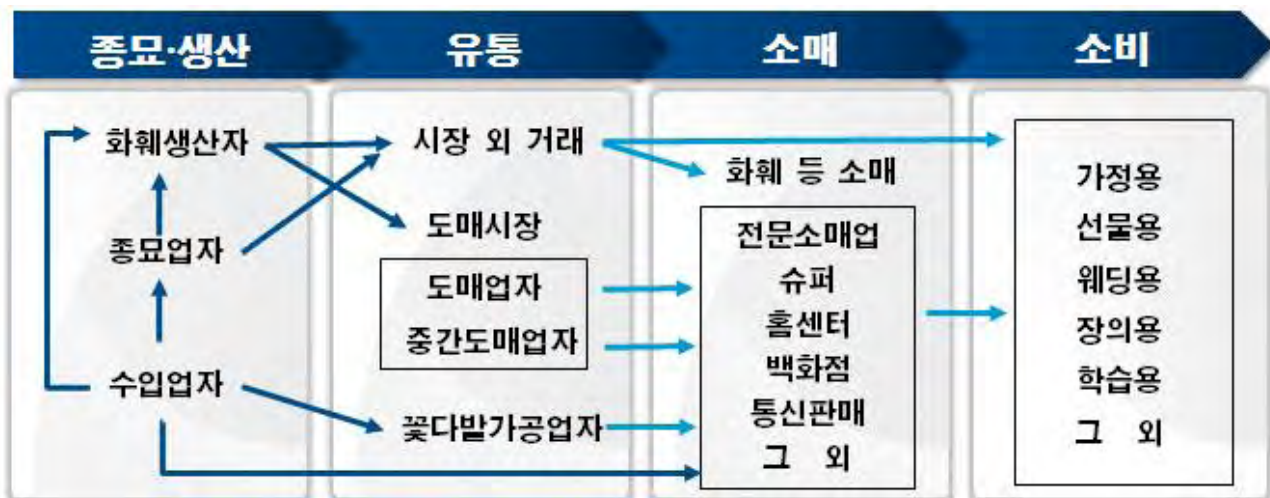 종묘·생산
유통
소매
소비
화훼생산자
종묘업자
수입업자
시장 외 거래
도매시장
도매업자
중간도매업자
꽃다발가공업자
화훼 등 소매
전문소매업
슈퍼
홈센터
백화점
통신판매
그 외
가정용
선물용
웨딩용
장의용
학습용
그 외